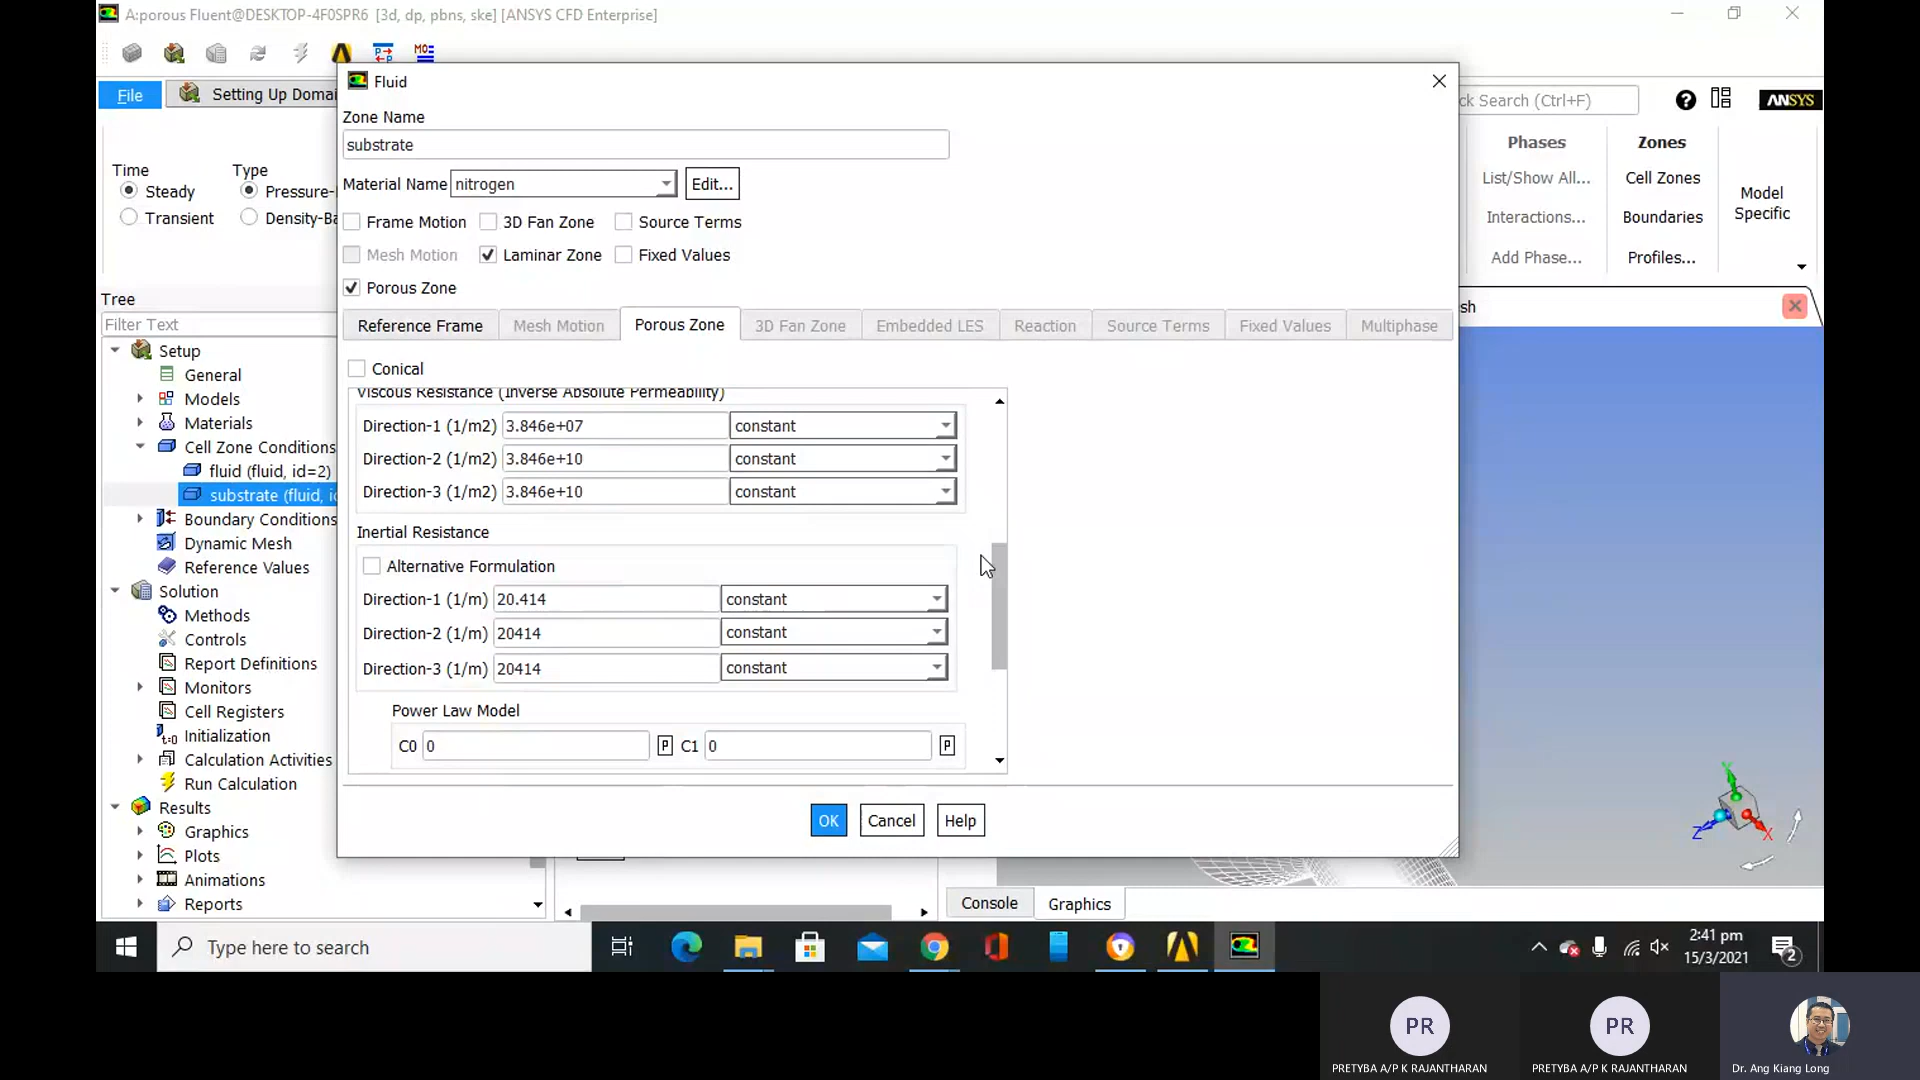 A:porous Fluent@DESKTOP-4F0SPR6 [3d, dp, pbns, ske] [ANSYS CFD Enterprise]
File
Setting Up Domai
ck Search (Ctrl+F)
ANSYS
Time
Type
Steady
Pressure-
Transient
Density-Ba
Phases
Zones
List/Show All...
Cell Zones
Interactions...
Boundaries
Add Phase...
Profiles...
Model
Specific
Tree
Filter Text
Setup
General
Models
Materials
Cell Zone Conditions
fluid (fluid, id=2)
substrate (fluid, id
Boundary Conditions
Dynamic Mesh
Reference Values
Solution
Methods
Controls
Report Definitions
Monitors
Cell Registers
Initialization
Calculation Activities
Run Calculation
Results
Graphics
Plots
Animations
Reports
Fluid
Zone Name
substrate
Material Name nitrogen Edit...
Frame Motion 3D Fan Zone Source Terms
Mesh Motion Laminar Zone Fixed Values
Porous Zone
Reference Frame Mesh Motion Porous Zone 3D Fan Zone Embedded LES Reaction Source Terms Fixed Values Multiphase
Conical
Viscous Resistance (Inverse Absolute Permeability)
Direction-1 (1/m2) 3.846e+07 constant
Direction-2 (1/m2) 3.846e+10 constant
Direction-3 (1/m2) 3.846e+10 constant
Inertial Resistance
Alternative Formulation
Direction-1 (1/m) 20.414 constant
Direction-2 (1/m) 20414 constant
Direction-3 (1/m) 20414 constant
Power Law Model
C0 0 P C1 0 P
OK Cancel Help
sh
Y
Z
X
Console Graphics
Type here to search
2:41 pm
15/3/2021
2
PR
PRETYBA A/P K RAJANTHARAN
PR
PRETYBA A/P K RAJANTHARAN
Dr. Ang Kiang Long